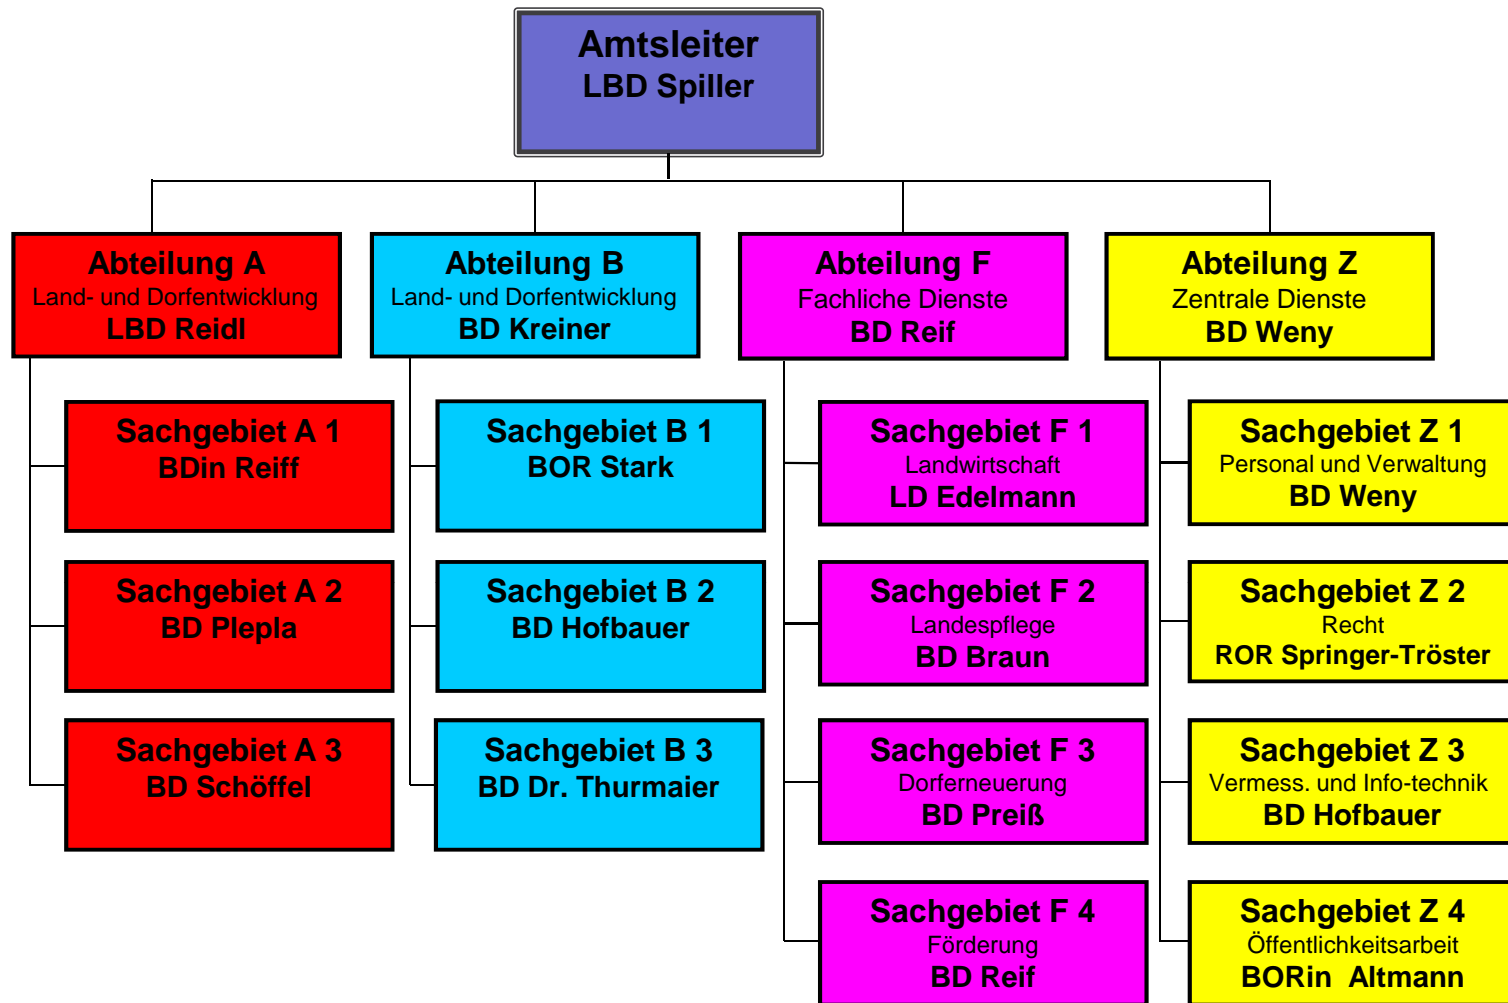 Amtsleiter
LBD Spiller
Abteilung A
Land- und Dorfentwicklung
LBD Reidl
Abteilung B
Land- und Dorfentwicklung
BD Kreiner
Abteilung F
Fachliche Dienste
BD Reif
Abteilung Z
Zentrale Dienste
BD Weny
Sachgebiet A 1
BDin Reiff
Sachgebiet B 1
BOR Stark
Sachgebiet F 1
Landwirtschaft
LD Edelmann
Sachgebiet Z 1
Personal und Verwaltung
BD Weny
Sachgebiet A 2
BD Plepla
Sachgebiet B 2
BD Hofbauer
Sachgebiet F 2
Landespflege
BD Braun
Sachgebiet Z 2
Recht
ROR Springer-Tröster
Sachgebiet A 3
BD Schöffel
Sachgebiet B 3
BD Dr. Thurmaier
Sachgebiet F 3
Dorferneuerung
BD Preiß
Sachgebiet Z 3
Vermess. und Info-technik
BD Hofbauer
Sachgebiet F 4
Förderung
BD Reif
Sachgebiet Z 4
Öffentlichkeitsarbeit
BORin Altmann